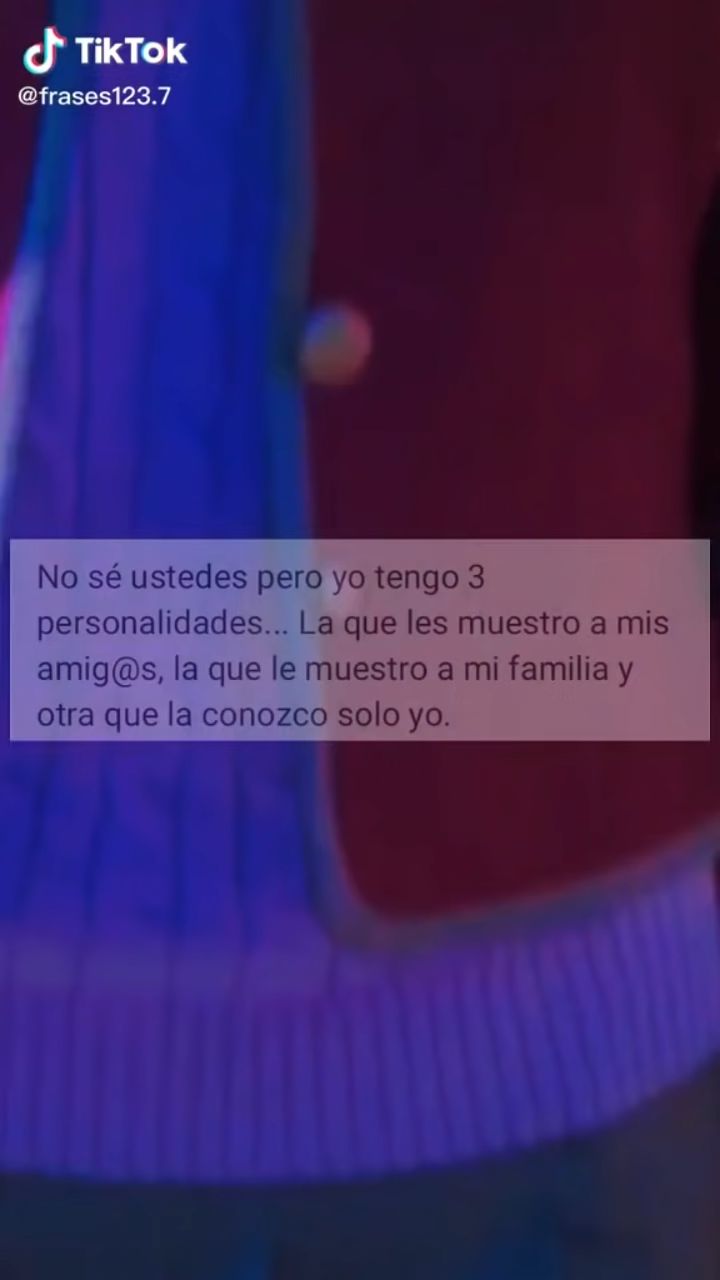 TikTok
@frases123.7
No sé ustedes pero yo tengo 3
personalidades... La que les muestro a mis
amig@s, la que le muestro a mi familia y
otra que la conozco solo yo.